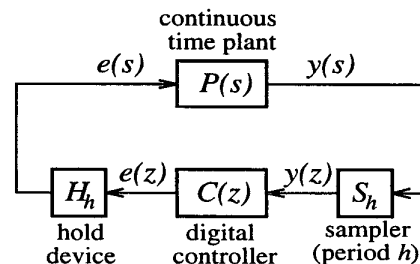 continuous
time plant
e(s)
P(s)
y(s)
e(z)
y(z)
H_h
C(z)
S_h
hold
device
digital
controller
sampler
(period h)